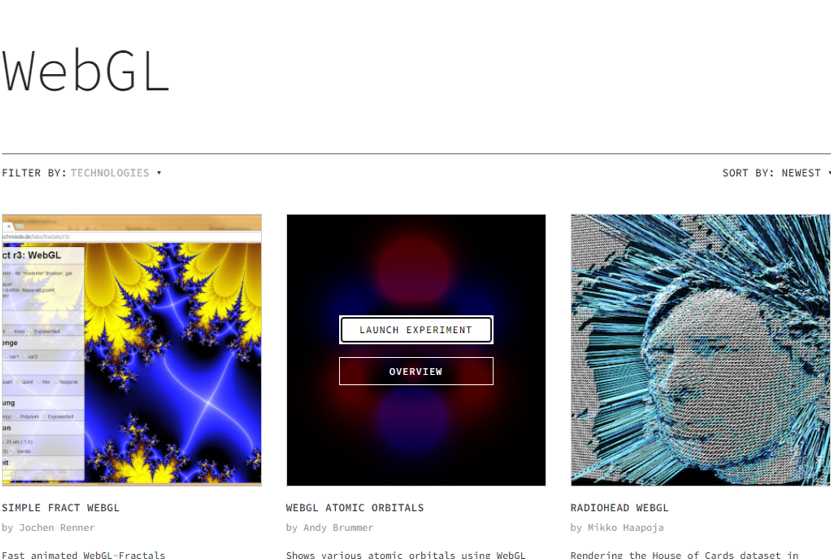 WebGL
FILTER BY: TECHNOLOGIES ▾
SORT BY: NEWEST ▾
ct r3: WebGL
LAUNCH EXPERIMENT
OVERVIEW
SIMPLE FRACT WEBGL
WEBGL ATOMIC ORBITALS
RADIOHEAD WEBGL
by Jochen Renner
by Andy Brummer
by Mikko Haapoja
Fast animated WebGL-Fractals
Shows various atomic orbitals using WebGL
Rendering the House of Cards dataset in